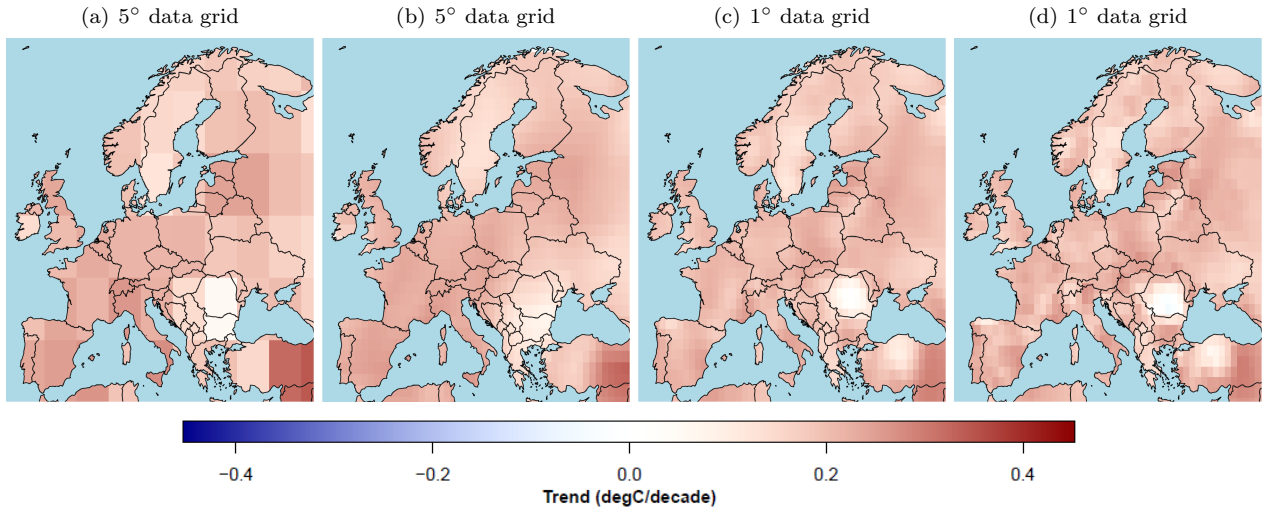 (a) 5° data grid
(b) 5° data grid
(c) 1° data grid
(d) 1° data grid
−0.4 −0.2 0.0 0.2 0.4
Trend (degC/decade)